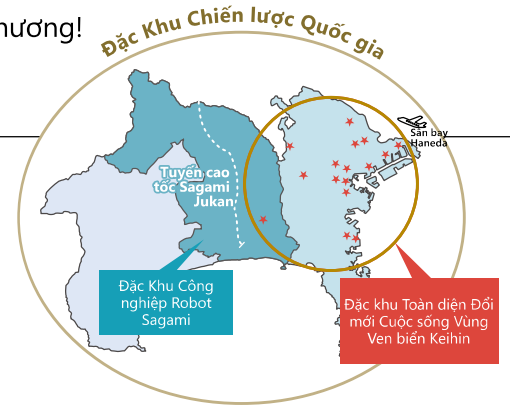 hương!
Đặc Khu Chiến lược Quốc gia
Sân bay
Haneda
Tuyến cao
tốc Sagami
Jukan
Đặc Khu Công
nghiệp Robot
Sagami
Đặc khu Toàn diện Đổi
mới Cuộc sống Vùng
Ven biển Keihin